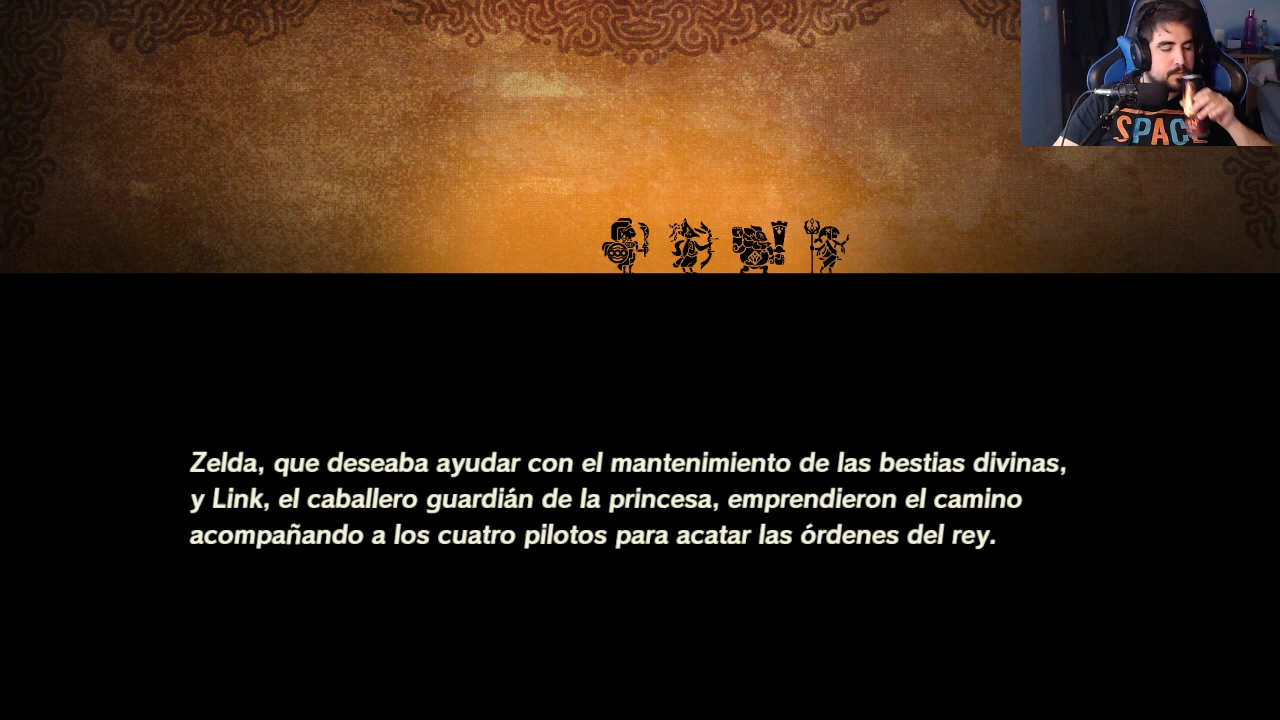 SPACE
Zelda, que deseaba ayudar con el mantenimiento de las bestias divinas,
y Link, el caballero guardián de la princesa, emprendieron el camino
acompañando a los cuatro pilotos para acatar las órdenes del rey.